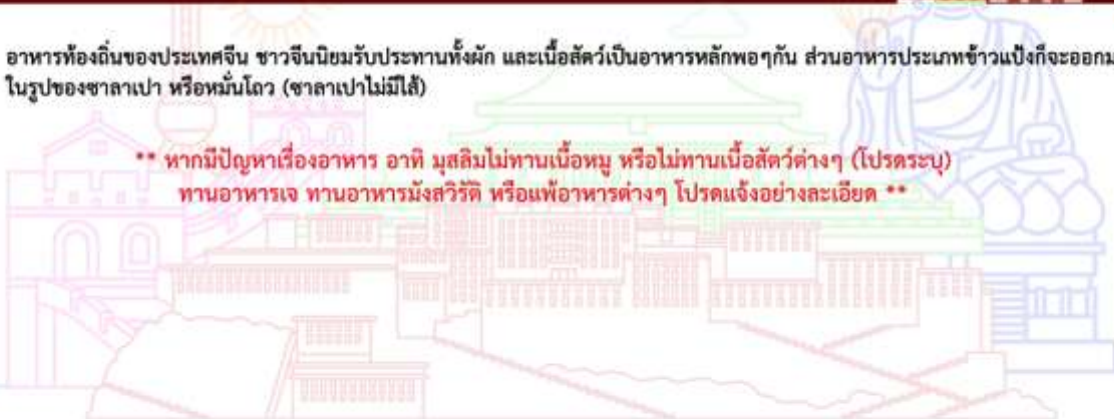 อาหารท้องถิ่นของประเทศจีน ชาวจีนนิยมรับประทานทั้งผัก และเนื้อสัตว์เป็นอาหารหลักพอๆกัน ส่วนอาหารประเภทข้าวแป้งก็จะออกม
ในรูปของซาลาเปา หรือหมั่นโถว (ซาลาเปาไม่มีไส้)
** หากมีปัญหาเรื่องอาหาร อาทิ มุสลิมไม่ทานเนื้อหมู หรือไม่ทานเนื้อสัตว์ต่างๆ (โปรดระบุ)
ทานอาหารเจ ทานอาหารมังสวิรัติ หรือแพ้อาหารต่างๆ โปรดแจ้งอย่างละเอียด **